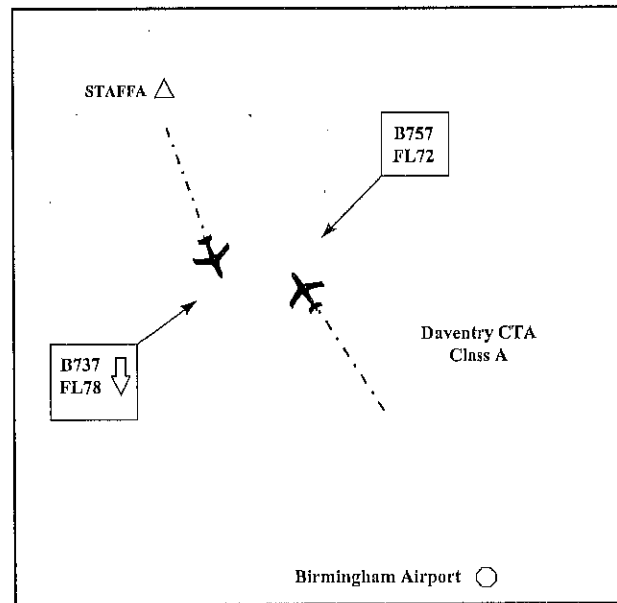 STAFFA
B757
FL72
Daventry CTA
Class A
B737
FL78
Birmingham Airport